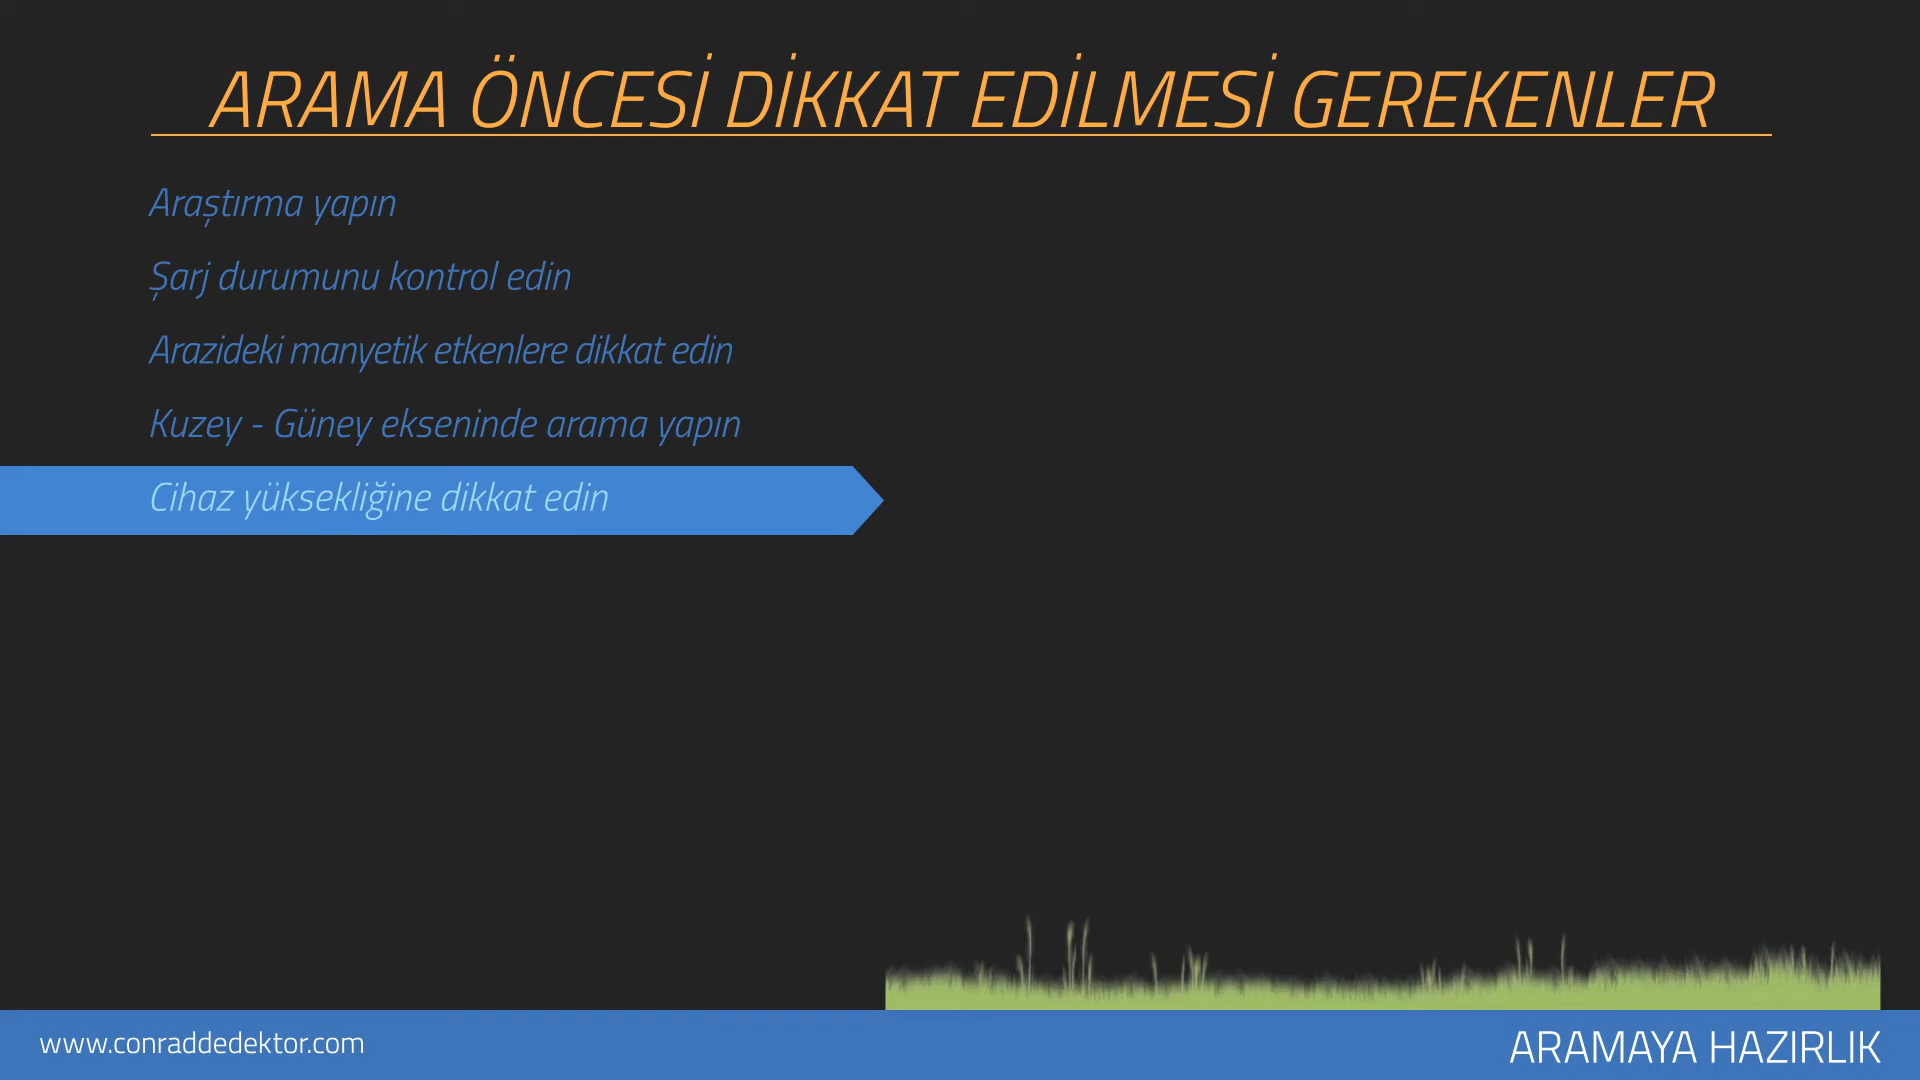 ARAMA ÖNCESİ DİKKAT EDİLMESİ GEREKENLER
Araştırma yapın
Şarj durumunu kontrol edin
Arazideki manyetik etkenlere dikkat edin
Kuzey - Güney ekseninde arama yapın
Cihaz yüksekliğine dikkat edin
www.conraddedektor.com
ARAMAYA HAZIRLIK